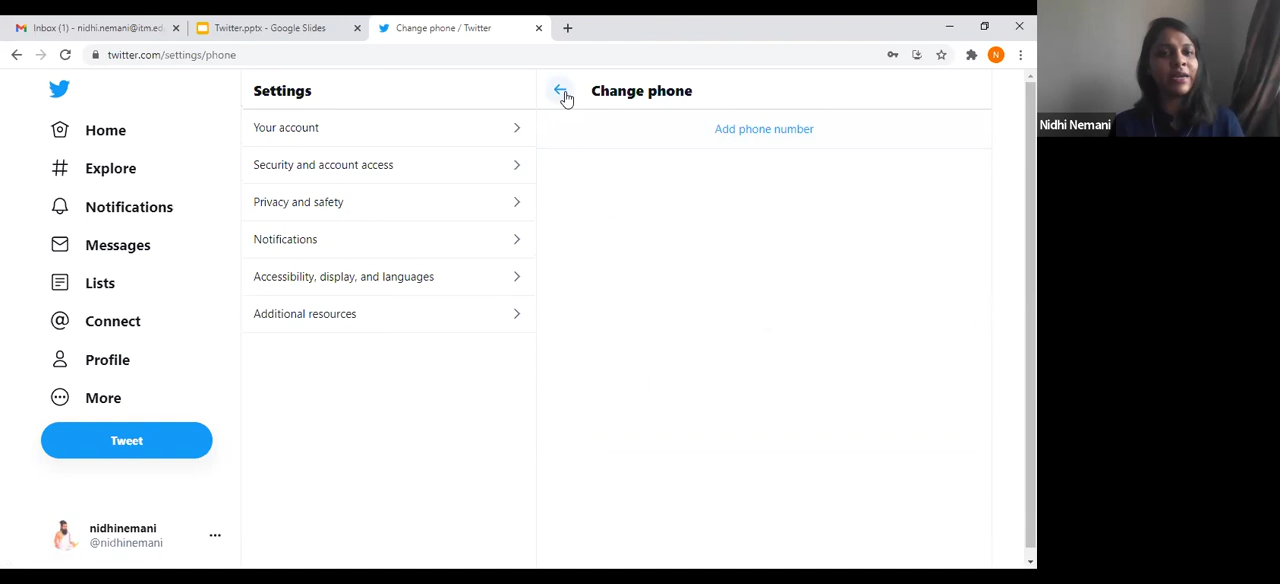 Inbox (1) - nidhi.nemani@itm.ed
Twitter.pptx - Google Slides
Change phone / Twitter
twitter.com/settings/phone
N
Settings
Change phone
Home
Explore
Notifications
Messages
Lists
Connect
Profile
More
Tweet
nidhinemani
@nidhinemani
Your account
Security and account access
Privacy and safety
Notifications
Accessibility, display, and languages
Additional resources
Add phone number
Nidhi Nemani